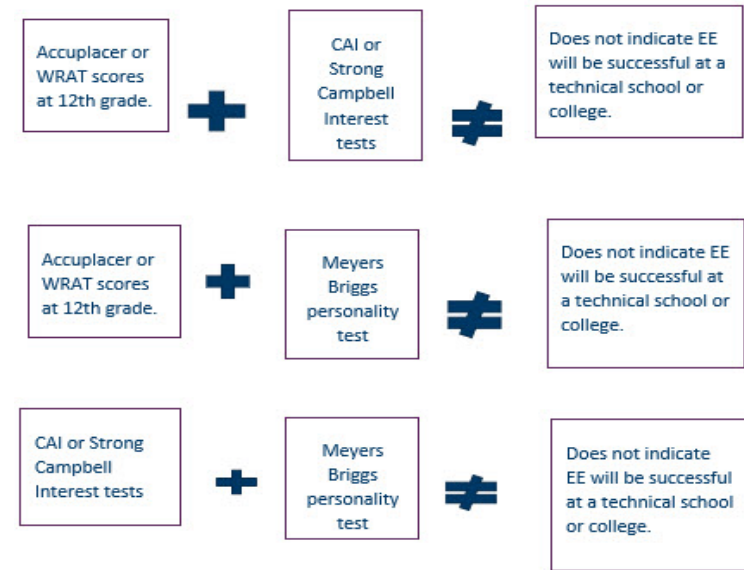 Accuplacer or
WRAT scores
at 12th grade.
CAI or
Strong
Campbell
Interest
tests
Does not indicate EE
will be successful at a
technical school or
college.
Accuplacer or
WRAT scores
at 12th grade.
Meyers
Briggs
personality
test
Does not indicate EE
will be successful at
a technical school or
college.
CAI or Strong
Campbell
Interest tests
Meyers
Briggs
personality
test
Does not indicate
EE will be successful
at a technical school
or college.